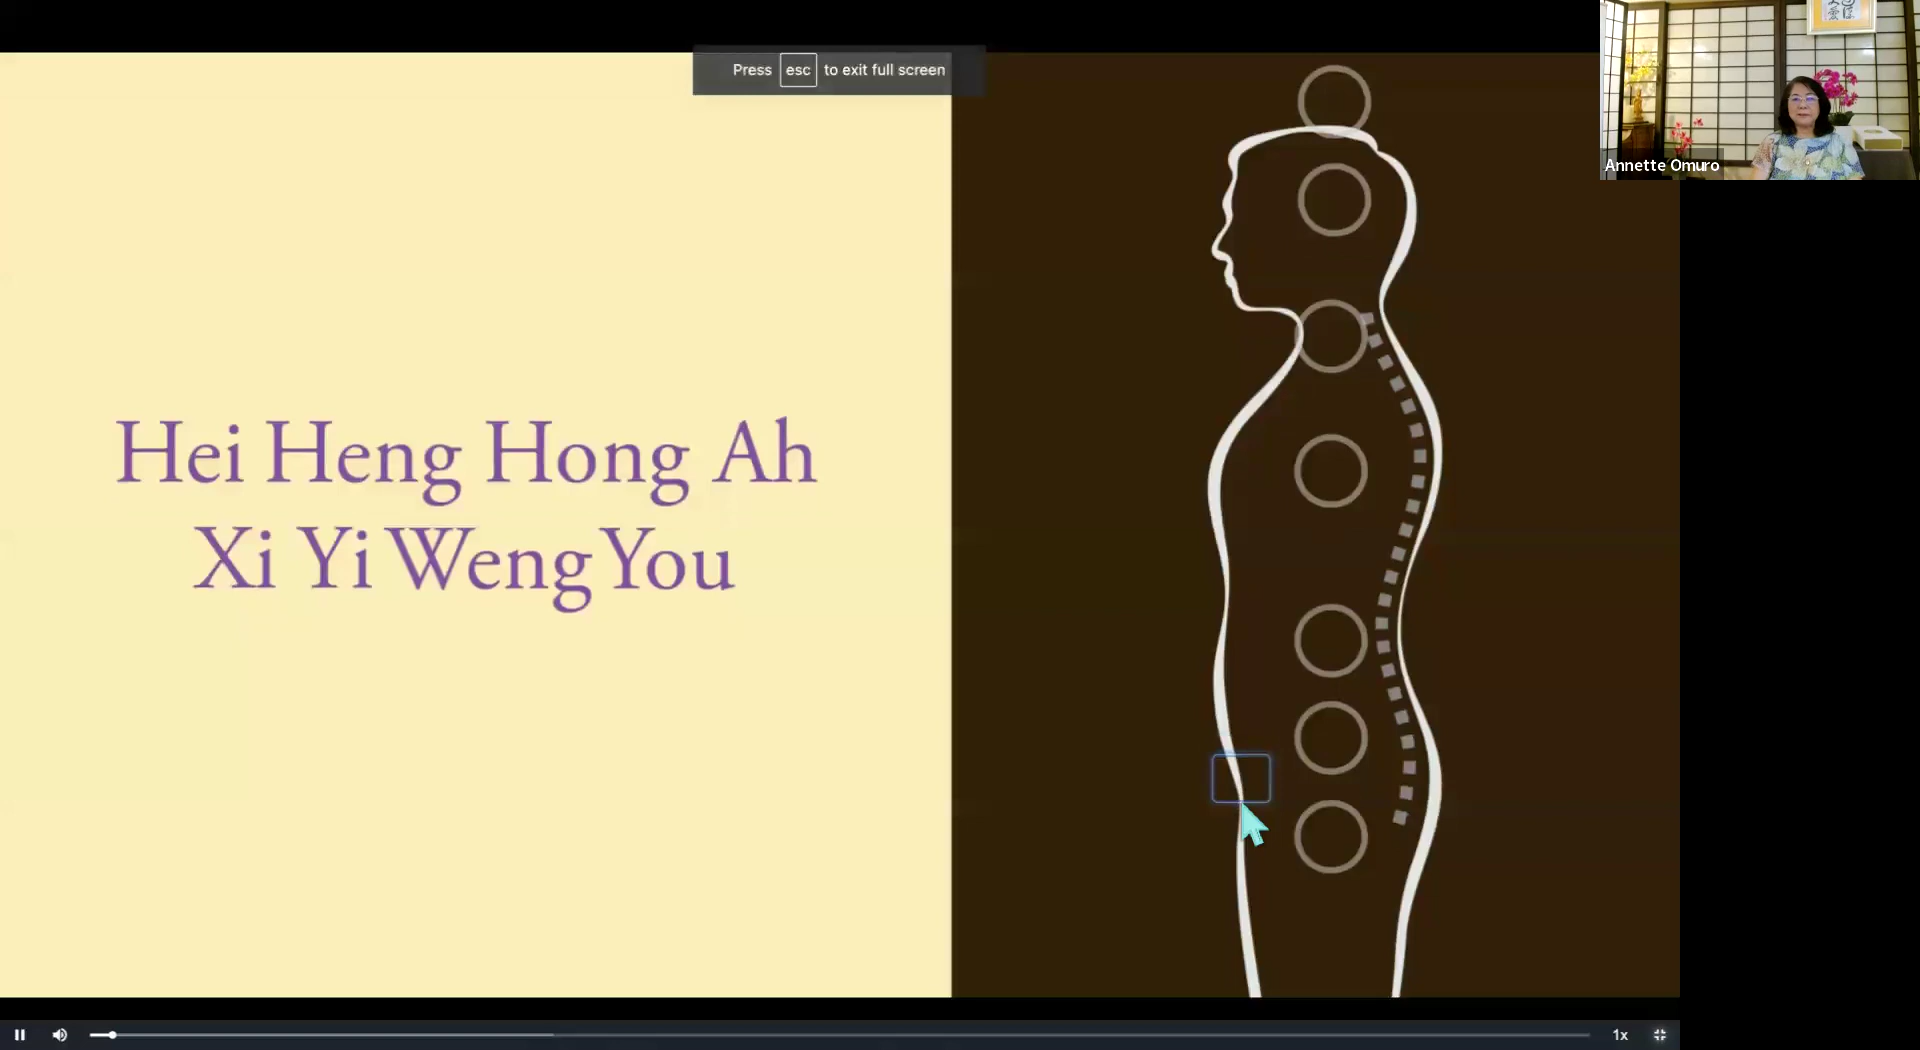 Press esc to exit full screen
Annette Omuro
Hei Heng Hong Ah
Xi Yi Weng You
1x